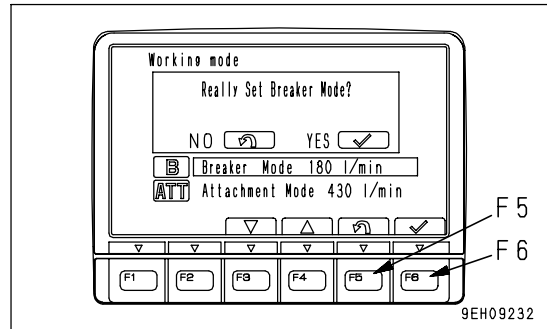 Working mode
Really Set Breaker Mode?
NO YES
B Breaker Mode 180 l/min
ATT Attachment Mode 430 l/min
F5
F6
F1 F2 F3 F4 F5 F6
9EH09232